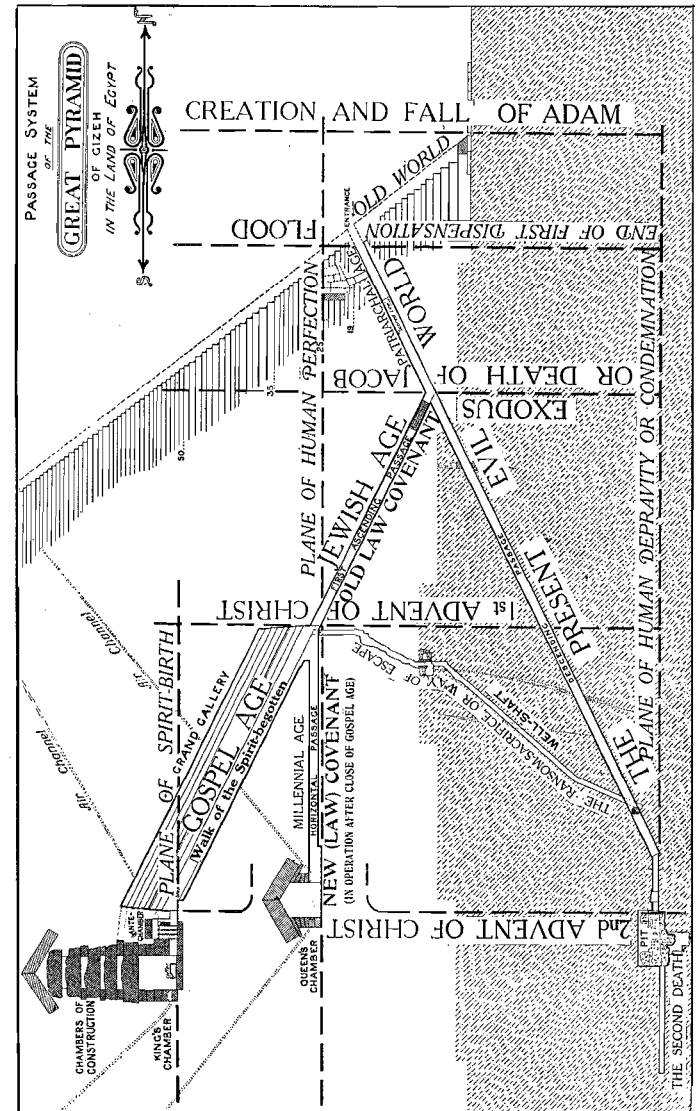 PASSAGE SYSTEM
OF THE
GREAT PYRAMID
OF GIZEH
IN THE LAND OF EGYPT
N
S
CREATION AND FALL OF ADAM
OLD WORLD
ENTRANCE
FLOOD
END OF FIRST DISPENSATION
PATRIARCHAL AGE
19
25
35
50
PLANE OF HUMAN PERFECTION
EXODUS
OR DEATH OF JACOB
THE PRESENT EVIL WORLD
DESCENDING PASSAGE
PLANE OF HUMAN DEPRAVITY OR CONDEMNATION
JEWISH AGE
FIRST ASCENDING PASSAGE
OLD LAW COVENANT
1st ADVENT OF CHRIST
Air Channel
Air Channel
PLANE OF SPIRIT-BIRTH
GRAND GALLERY
GOSPEL AGE
(Walk of the Spirit-begotten)
MILLENNIAL AGE
HORIZONTAL PASSAGE
NEW (LAW) COVENANT
(IN OPERATION AFTER CLOSE OF GOSPEL AGE)
THE RANSOM SACRIFICE OR WAY OF ESCAPE
WELL-SHAFT
2nd ADVENT OF CHRIST
ANTE-
CHAMBER
QUEEN'S
CHAMBER
KING'S
CHAMBER
CHAMBERS OF
CONSTRUCTION
PIT
THE SECOND DEATH